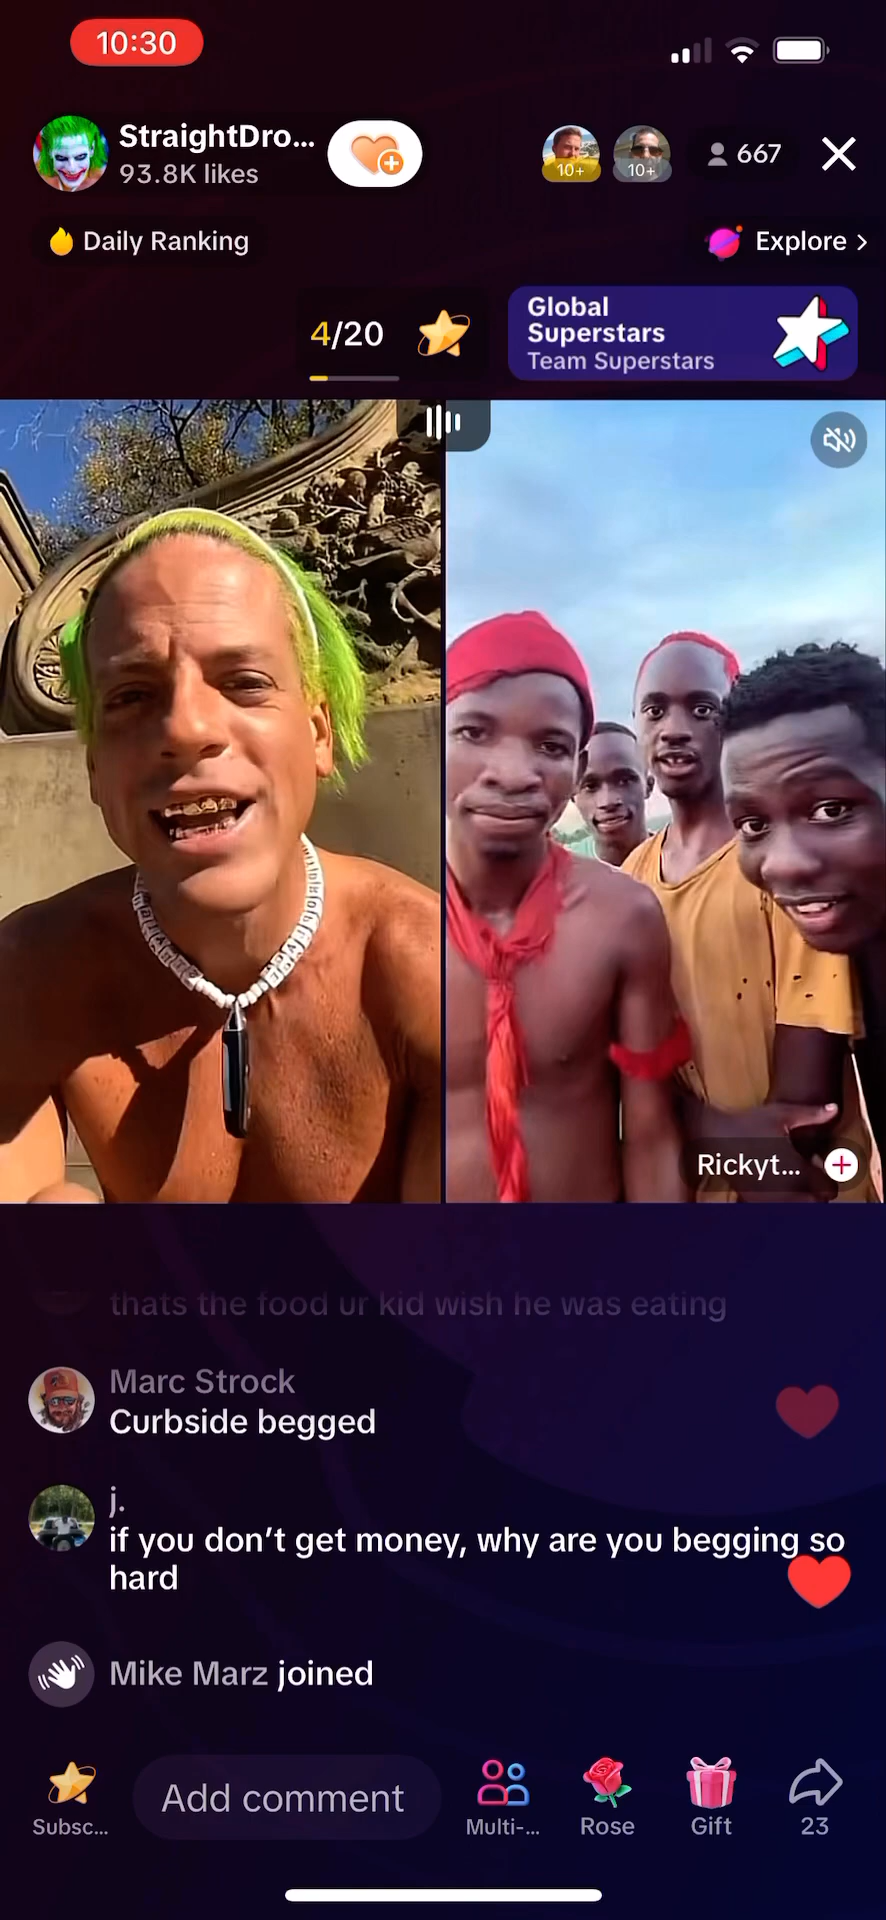 10:30
StraightDro...
93.8K likes
10+
10+
667
Daily Ranking
Explore >
4/20
Global
Superstars
Team Superstars
Rickyt...
thats the food ur kid wish he was eating
Marc Strock
Curbside begged
j.
if you don't get money, why are you begging so
hard
Mike Marz joined
Subsc...
Add comment
Multi-...
Rose
Gift
23